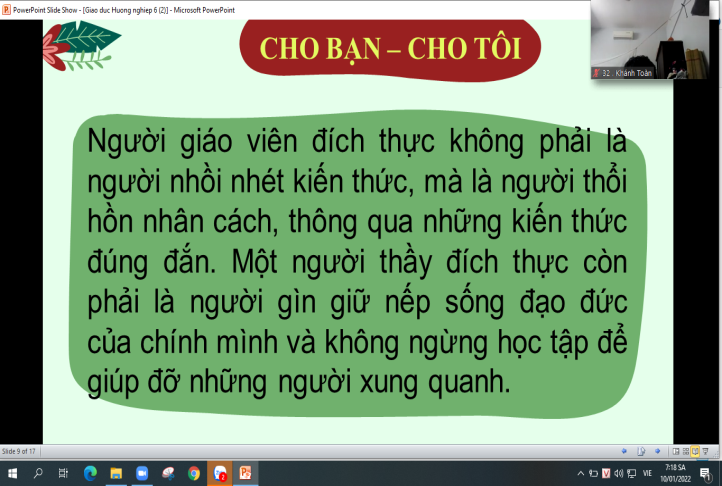 PowerPoint Slide Show - [Giao duc Huong nghiep 6 (2)] - Microsoft PowerPoint
CHO BẠN – CHO TÔI
32 : Khánh Toàn
Người giáo viên đích thực không phải là
người nhồi nhét kiến thức, mà là người thổi
hồn nhân cách, thông qua những kiến thức
đúng đắn. Một người thầy đích thực còn
phải là người gìn giữ nếp sống đạo đức
của chính mình và không ngừng học tập để
giúp đỡ những người xung quanh.
Slide 9 of 17
VIE
7:18 SA
10/01/2022